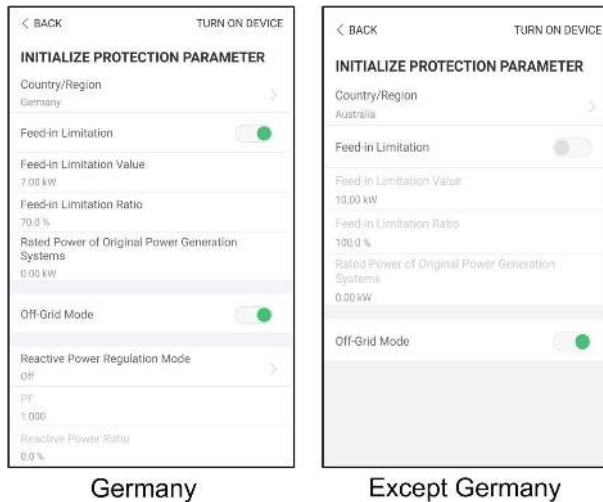 < BACK TURN ON DEVICE
INITIALIZE PROTECTION PARAMETER
Country/Region
Germany
Feed-in Limitation
Feed-in Limitation Value
7.00 kW
Feed-in Limitation Ratio
70.0 %
Rated Power of Original Power Generation
Systems
0.00 kW
Off-Grid Mode
Reactive Power Regulation Mode
Off
PF
1.000
Reactive Power Ratio
0.0 %
Germany
< BACK TURN ON DEVICE
INITIALIZE PROTECTION PARAMETER
Country/Region
Australia
Feed-in Limitation
Feed-in Limitation Value
10.00 kW
Feed-in Limitation Ratio
100.0 %
Rated Power of Original Power Generation
Systems
0.00 kW
Off-Grid Mode
Except Germany